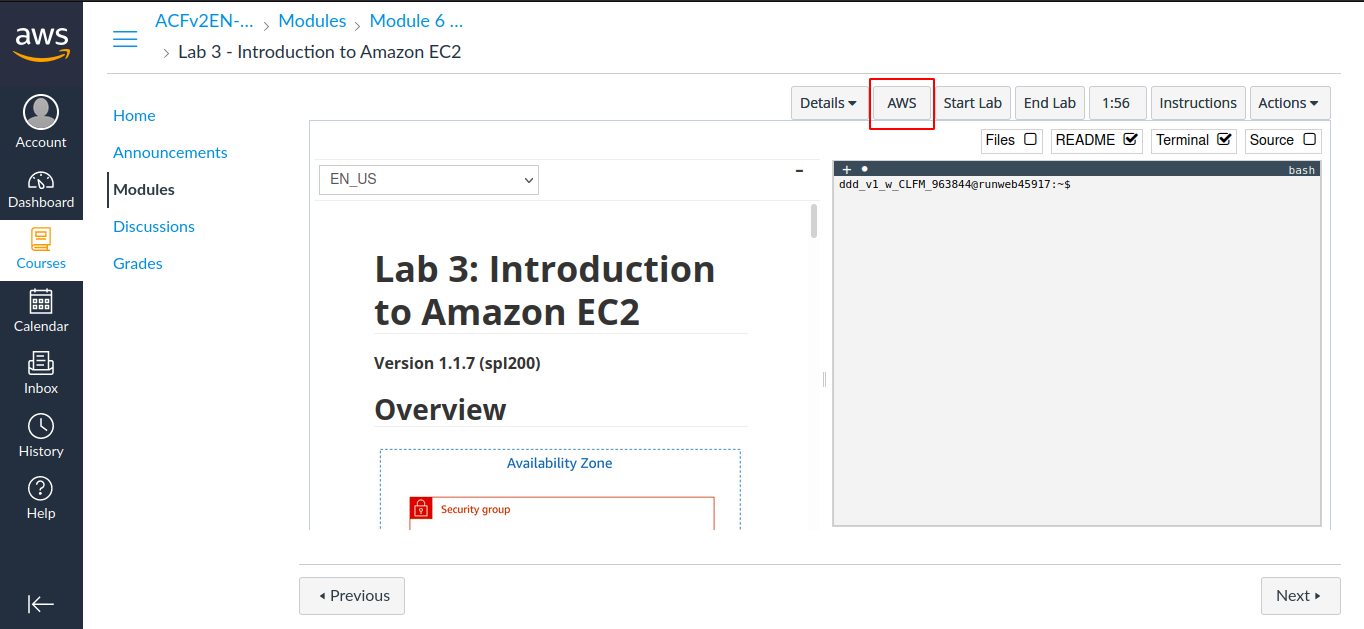 aws
Account
Dashboard
Courses
Calendar
Inbox
History
Help
ACFv2EN-... > Modules > Module 6 ...
> Lab 3 - Introduction to Amazon EC2
Home
Announcements
Modules
Discussions
Grades
Details AWS Start Lab End Lab 1:56 Instructions Actions
Files README Terminal Source
EN_US
-
Lab 3: Introduction
to Amazon EC2
Version 1.1.7 (spl200)
Overview
Availability Zone
Security group
+ bash
ddd_v1_w_CLFM_963844@runweb45917:~$
Previous
Next